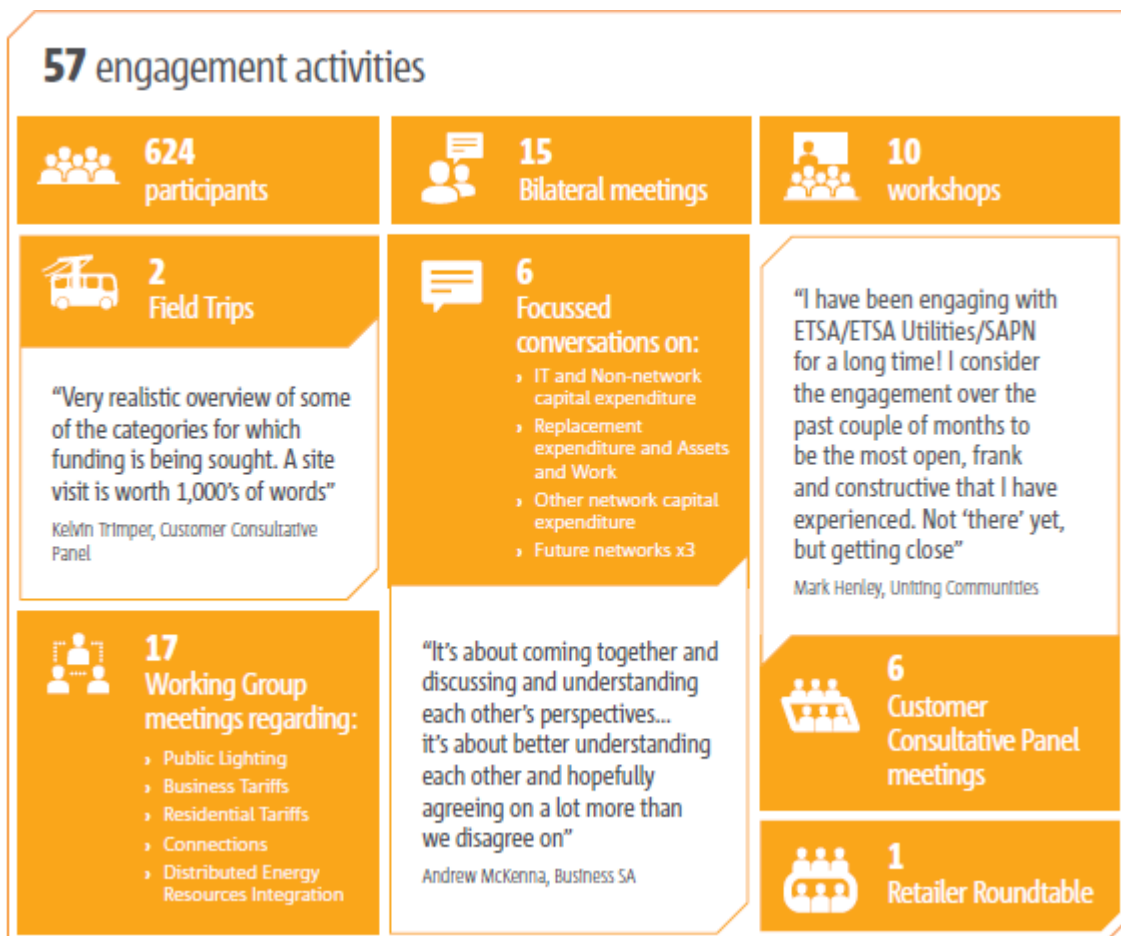 57 engagement activities
624
participants
15
Bilateral meetings
10
workshops
2
Field Trips
“Very realistic overview of some
of the categories for which
funding is being sought. A site
visit is worth 1,000’s of words”
Kelvin Trimper, Customer Consultative
Panel
17
Working Group
meetings regarding:
› Public Lighting
› Business Tariffs
› Residential Tariffs
› Connections
› Distributed Energy
Resources Integration
6
Focussed
conversations on:
› IT and Non-network
capital expenditure
› Replacement
expenditure and Assets
and Work
› Other network capital
expenditure
› Future networks x3
“It’s about coming together and
discussing and understanding
each other’s perspectives...
it’s about better understanding
each other and hopefully
agreeing on a lot more than
we disagree on”
Andrew McKenna, Business SA
“I have been engaging with
ETSA/ETSA Utilities/SAPN
for a long time! I consider
the engagement over the
past couple of months to
be the most open, frank
and constructive that I have
experienced. Not ‘there’ yet,
but getting close”
Mark Henley, Uniting Communities
6
Customer
Consultative Panel
meetings
1
Retailer Roundtable